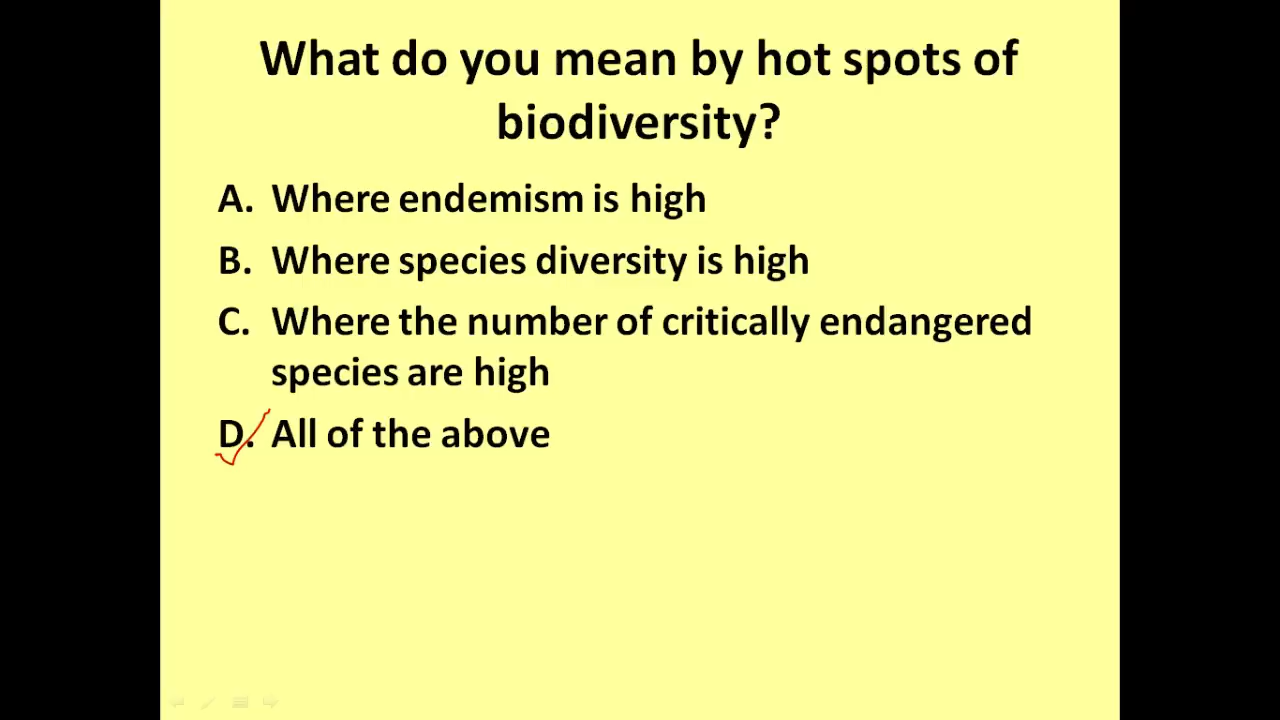 What do you mean by hot spots of
biodiversity?
A. Where endemism is high
B. Where species diversity is high
C. Where the number of critically endangered
species are high
D. All of the above